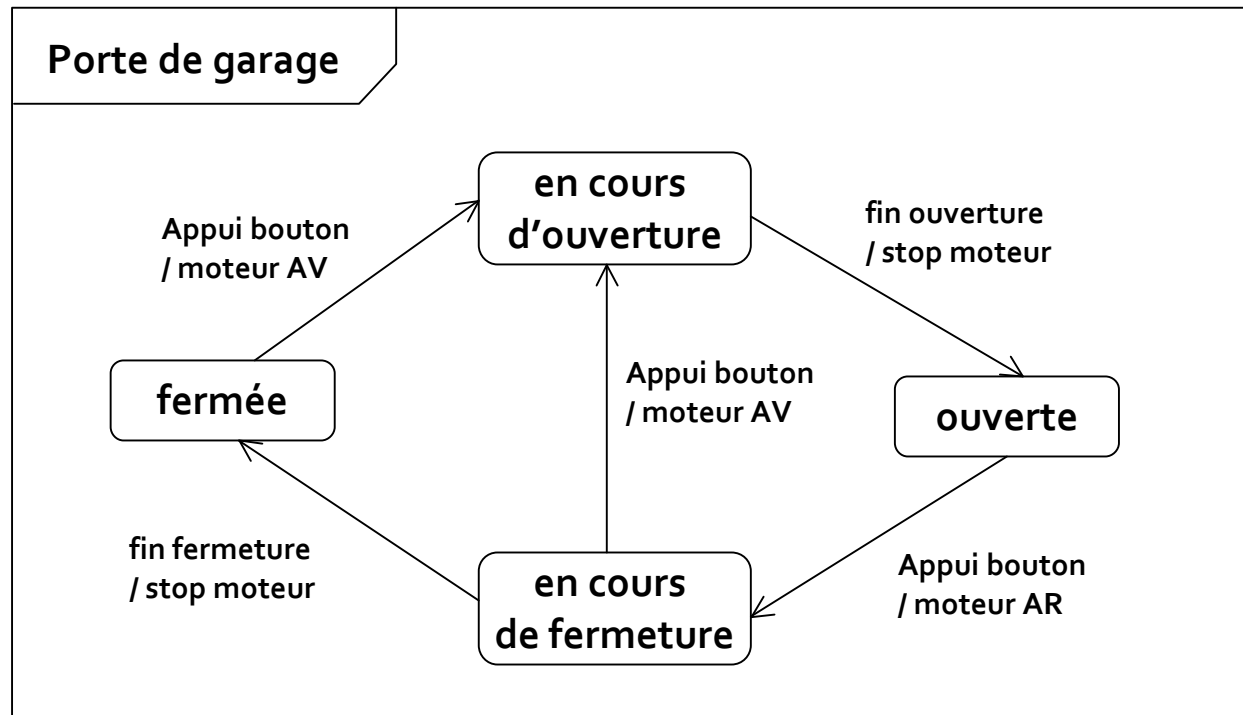 Porte de garage
en cours
d'ouverture
Appui bouton
/ moteur AV
fin ouverture
/ stop moteur
Appui bouton
/ moteur AV
fermée
ouverte
fin fermeture
/ stop moteur
en cours
de fermeture
Appui bouton
/ moteur AR